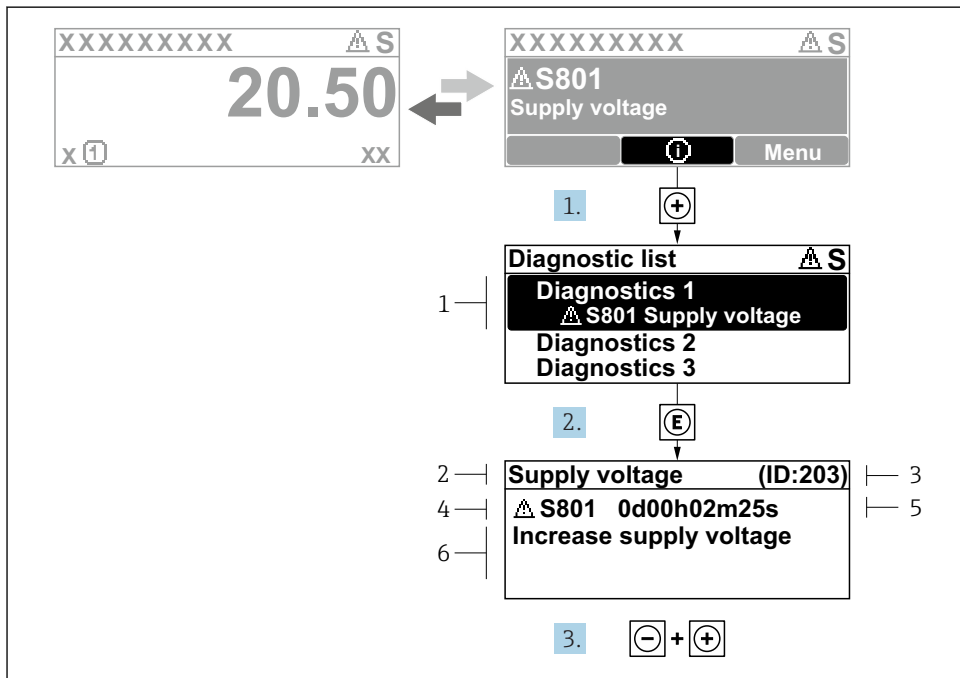 XXXXXXXXX ⚠ S
20.50
x 1 xx
XXXXXXXXX ⚠ S
⚠ S801
Supply voltage
i Menu
1. +
Diagnostic list ⚠ S
1
Diagnostics 1
⚠ S801 Supply voltage
Diagnostics 2
Diagnostics 3
2. E
2 Supply voltage (ID:203) 3
4 ⚠ S801 0d00h02m25s 5
6 Increase supply voltage
3. - + +